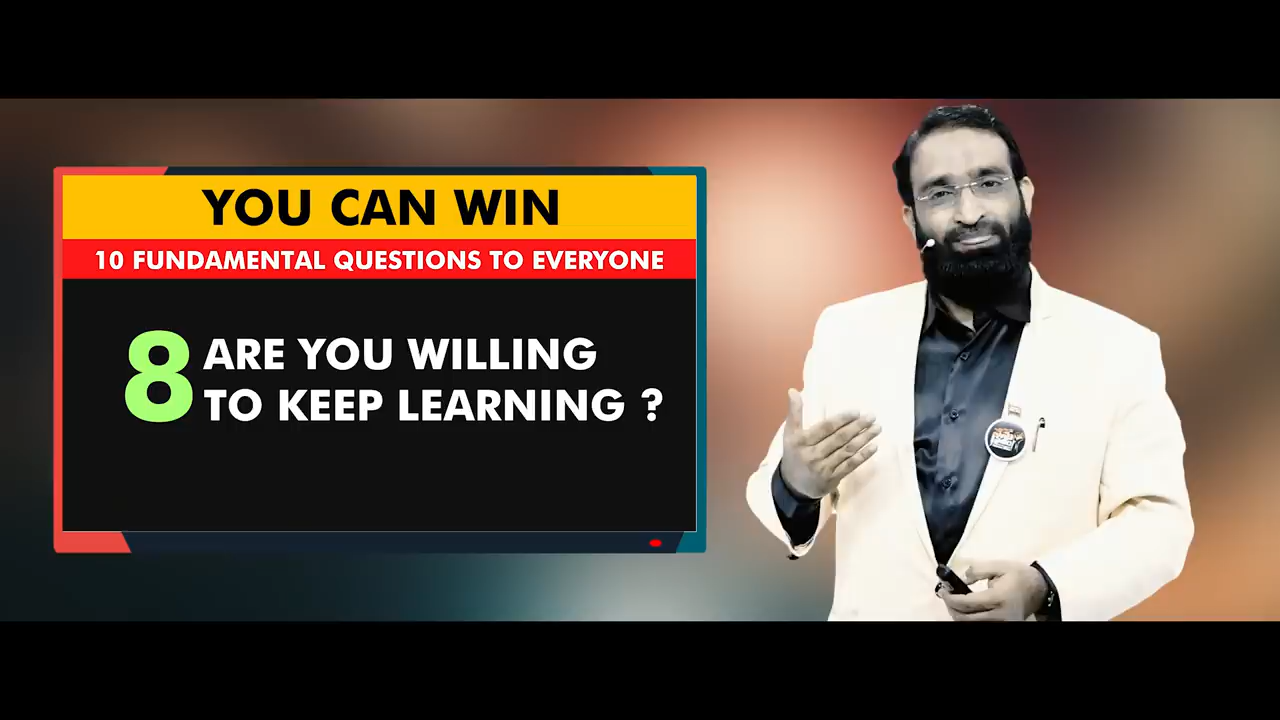 YOU CAN WIN
10 FUNDAMENTAL QUESTIONS TO EVERYONE
8 ARE YOU WILLING
TO KEEP LEARNING ?